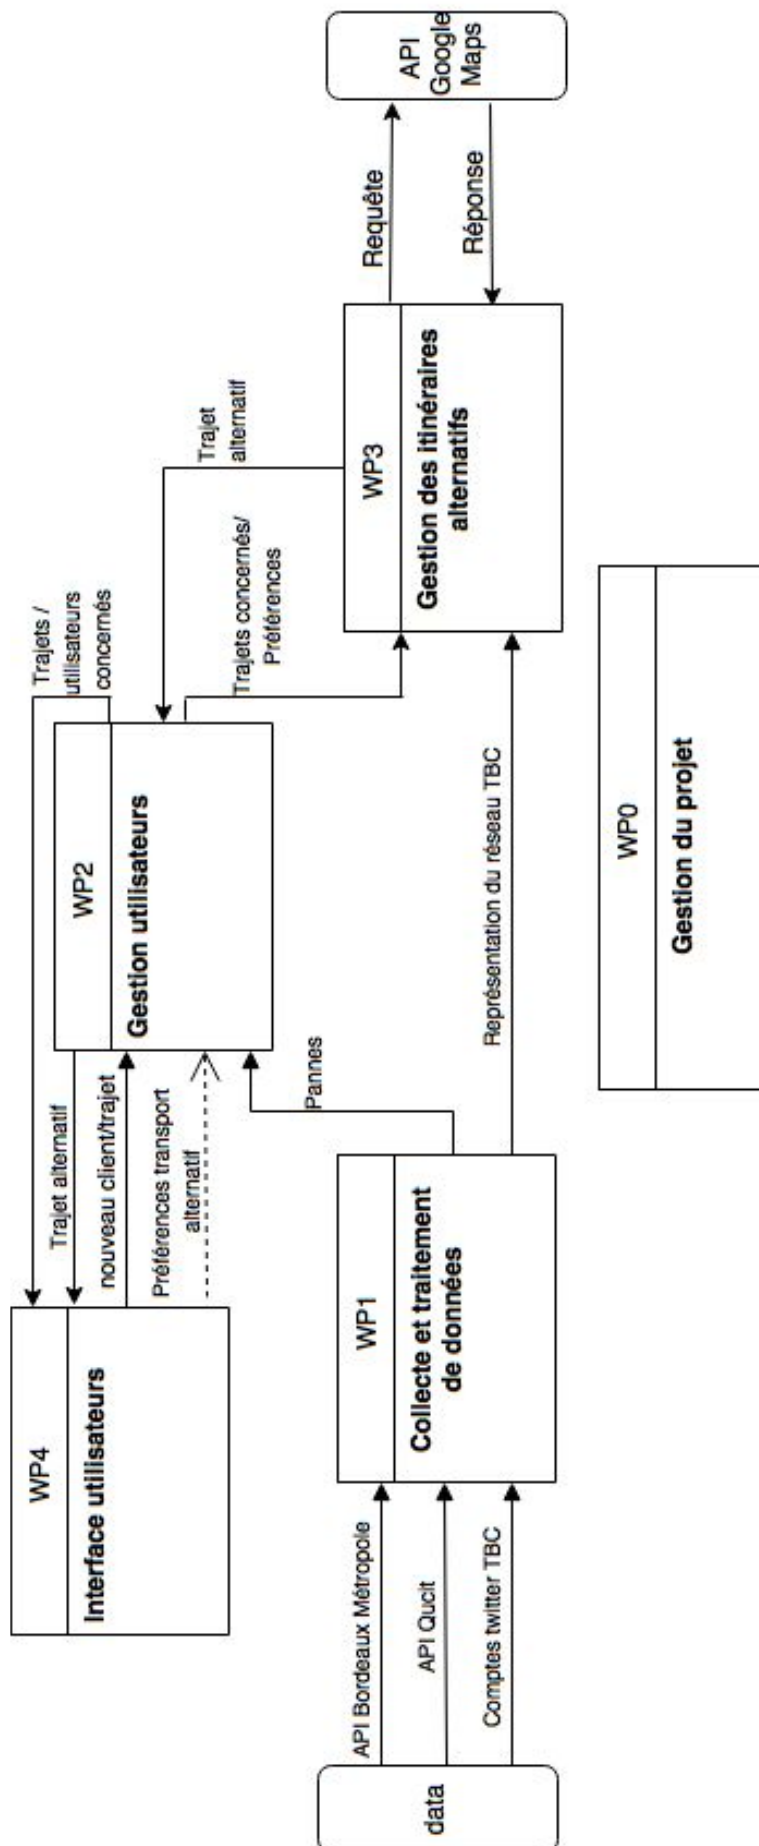 WP4
Interface utilisateurs
Trajets /
utilisateurs
concernés
Trajet alternatif
nouveau client/trajet
Préférences transport
alternatif
WP2
Gestion utilisateurs
Trajet
alternatif
Trajets concernés/
Préférences
Pannes
data
API Bordeaux Métropole
API Qucit
Comptes twitter TBC
WP1
Collecte et traitement
de données
Représentation du réseau TBC
WP3
Gestion des itinéraires
alternatifs
Requête
Réponse
API
Google
Maps
WP0
Gestion du projet